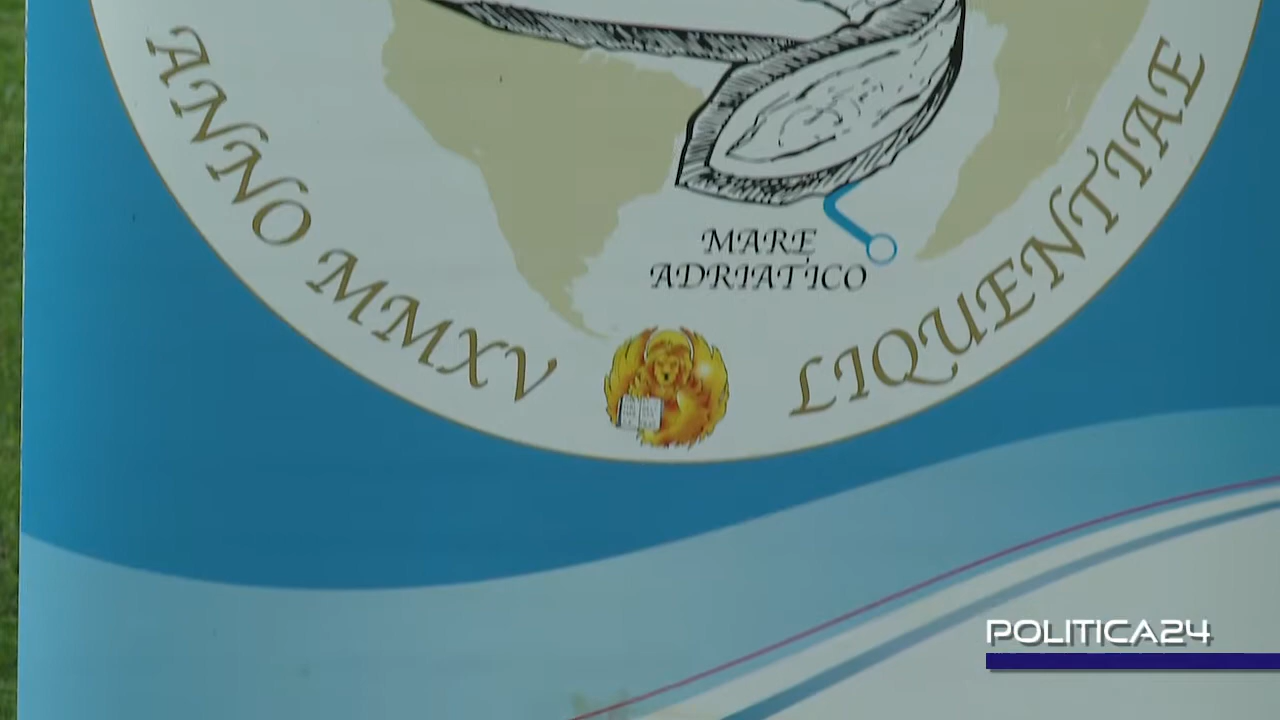 ANNO MMXV
LIQUENTIAE
MARE
ADRIATICO
POLITICA24